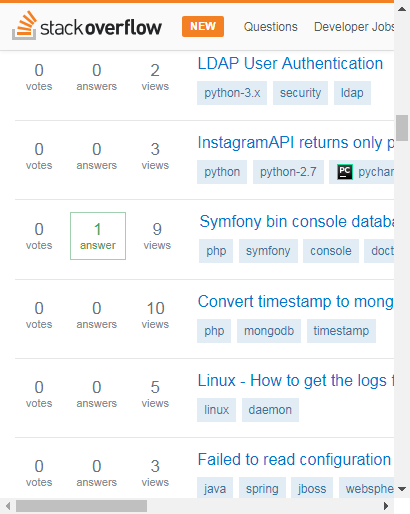 stackoverflow NEW Questions Developer Jobs
0 0 2 LDAP User Authentication
votes answers views python-3.x security ldap
0 0 3 InstagramAPI returns only p
votes answers views python python-2.7 PC pychar
0 1 9 Symfony bin console databa
votes answer views php symfony console doct
0 0 10 Convert timestamp to mong
votes answers views php mongodb timestamp
0 0 5 Linux - How to get the logs f
votes answers views linux daemon
0 0 3 Failed to read configuration
votes answers views java spring jboss websphe